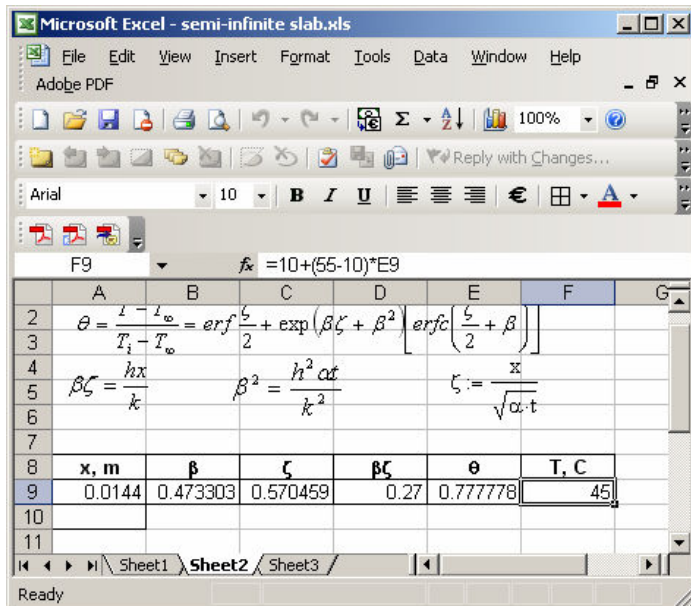 Microsoft Excel - semi-infinite slab.xls
File Edit View Insert Format Tools Data Window Help
Adobe PDF
Σ 100%
Reply with Changes...
Arial 10 B I U € A
F9 fx =10+(55-10)*E9
A B C D E F G
2
3
θ = (T - T∞)/(Ti - T∞) = erf ζ/2 + exp(βζ + β²)[erfc(ζ/2 + β)]
4
5
6
βζ = hx/k β² = h²αt/k² ζ := x/√(α·t)
7
8 x, m β ζ βζ θ T, C
9 0.0144 0.473303 0.570459 0.27 0.777778 45
10
11
Sheet1 Sheet2 Sheet3
Ready